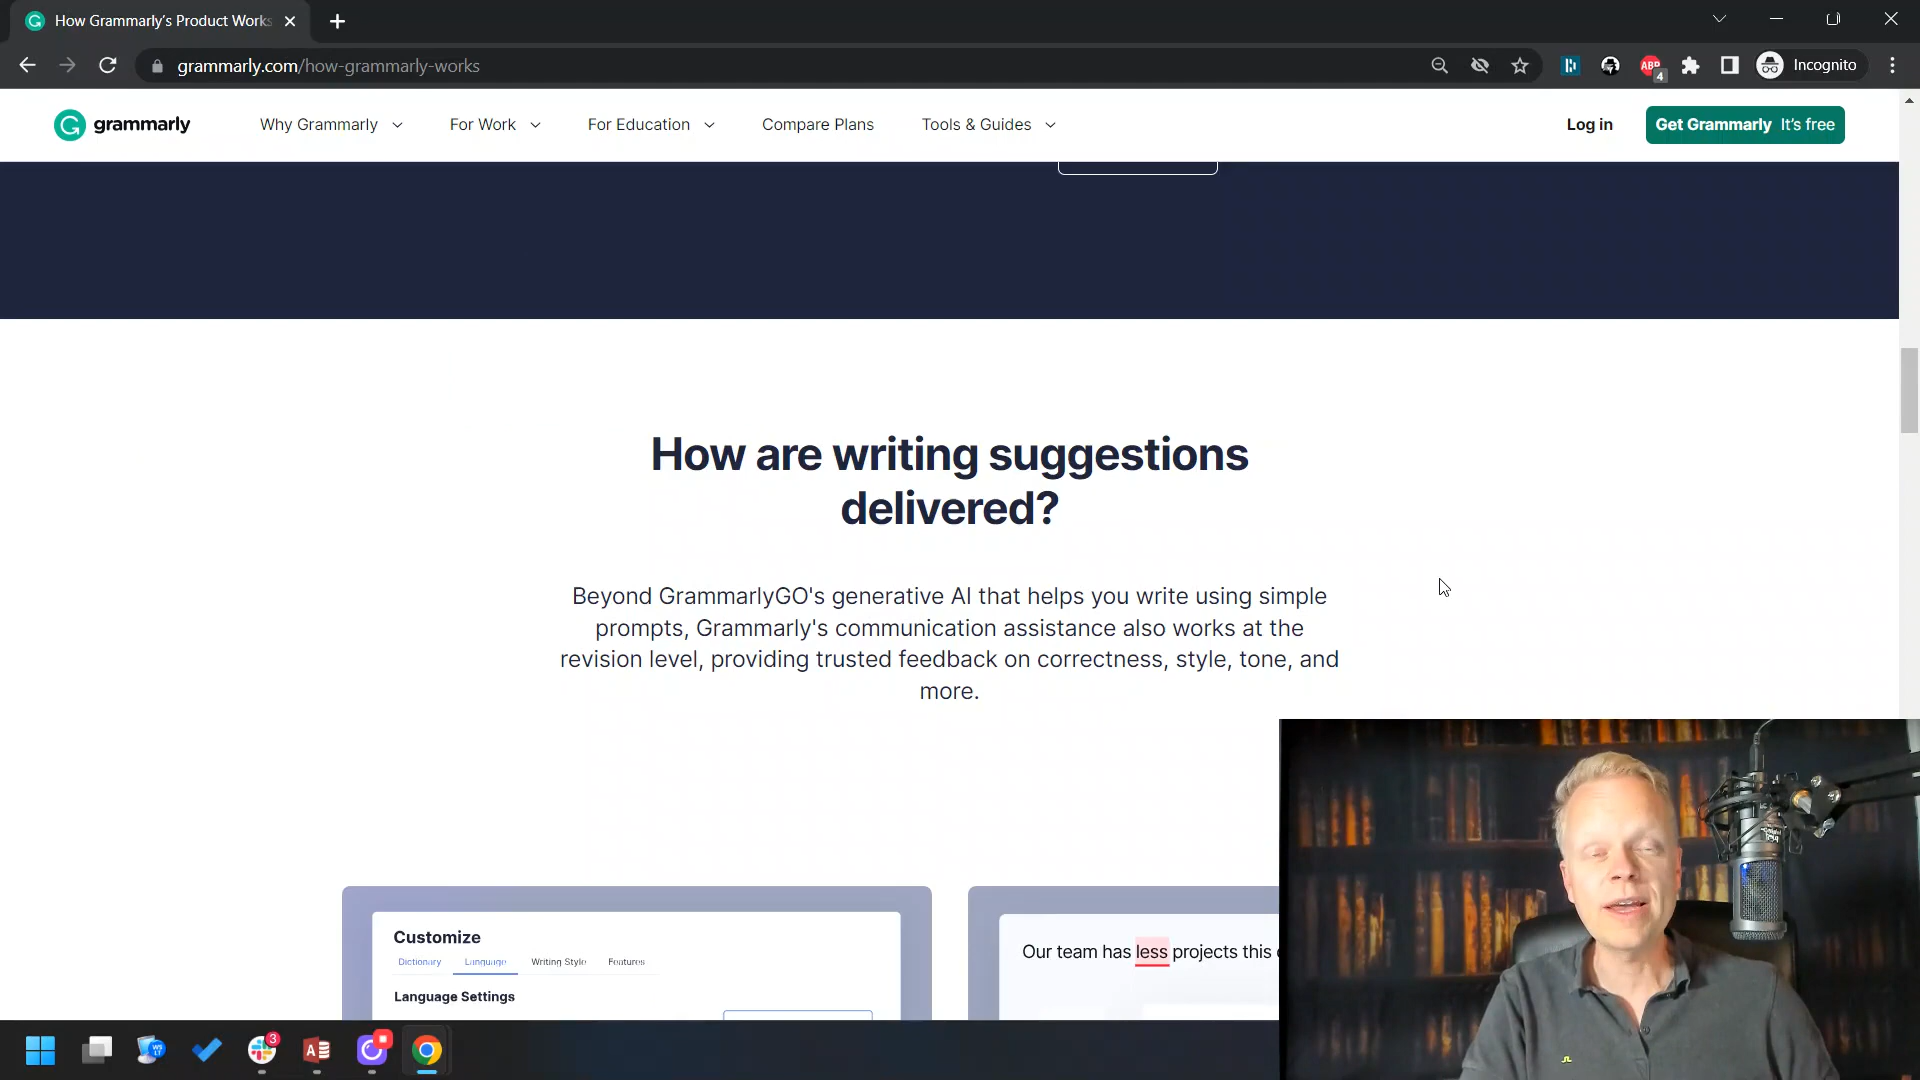 How Grammarly's Product Works
grammarly.com/how-grammarly-works
ABP
4
Incognito
grammarly
Why Grammarly
For Work
For Education
Compare Plans
Tools & Guides
Log in
Get Grammarly It's free
How are writing suggestions
delivered?
Beyond GrammarlyGO's generative AI that helps you write using simple
prompts, Grammarly's communication assistance also works at the
revision level, providing trusted feedback on correctness, style, tone, and
more.
Customize
Dictionary Language Writing Style Features
Language Settings
Our team has less projects this
3
A